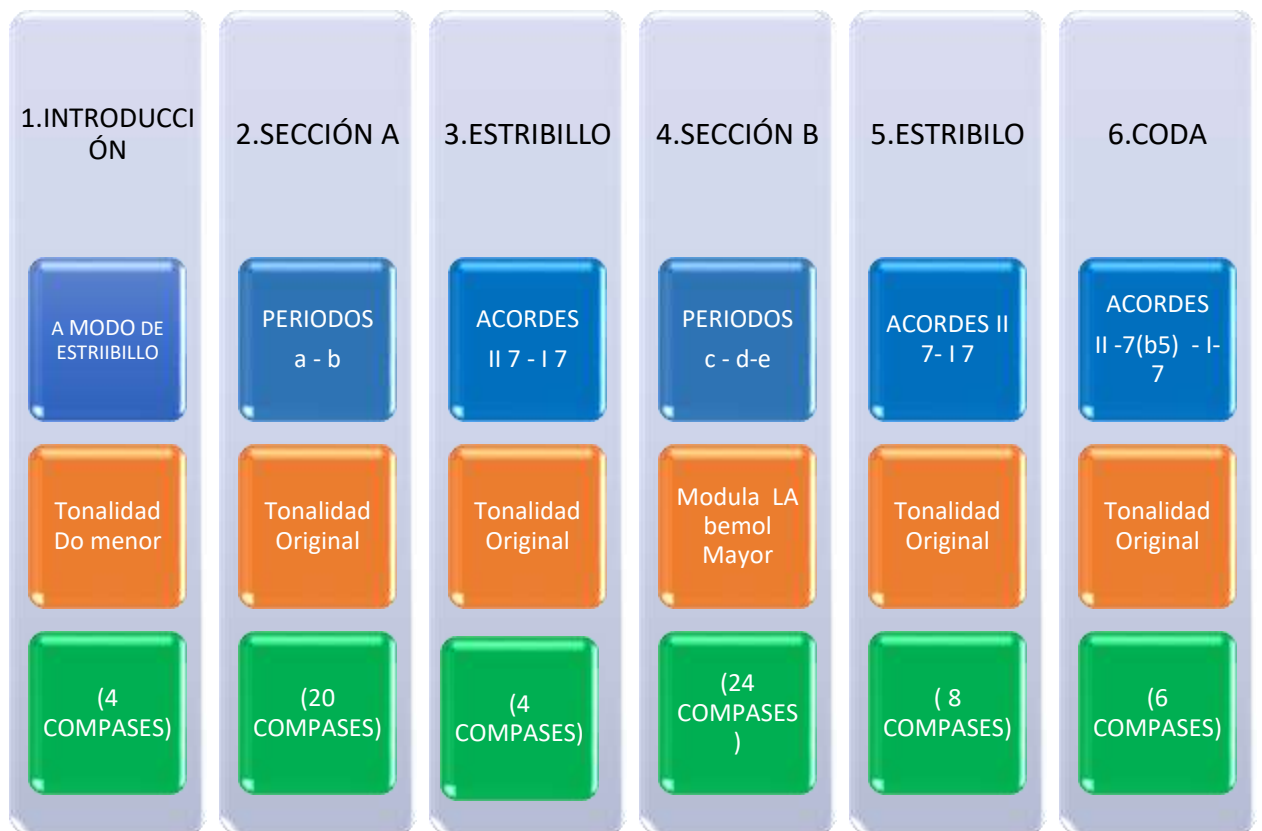 1.INTRODUCCI
ÓN
A MODO DE
ESTRIIBILLO
Tonalidad
Do menor
(4
COMPASES)
2.SECCIÓN A
PERIODOS
a - b
Tonalidad
Original
(20
COMPASES)
3.ESTRIBILLO
ACORDES
II 7 - I 7
Tonalidad
Original
(4
COMPASES)
4.SECCIÓN B
PERIODOS
c - d-e
Modula LA
bemol
Mayor
(24
COMPASES
)
5.ESTRIBILO
ACORDES II
7- I 7
Tonalidad
Original
( 8
COMPASES)
6.CODA
ACORDES
II -7(b5) - I-
7
Tonalidad
Original
(6
COMPASES)